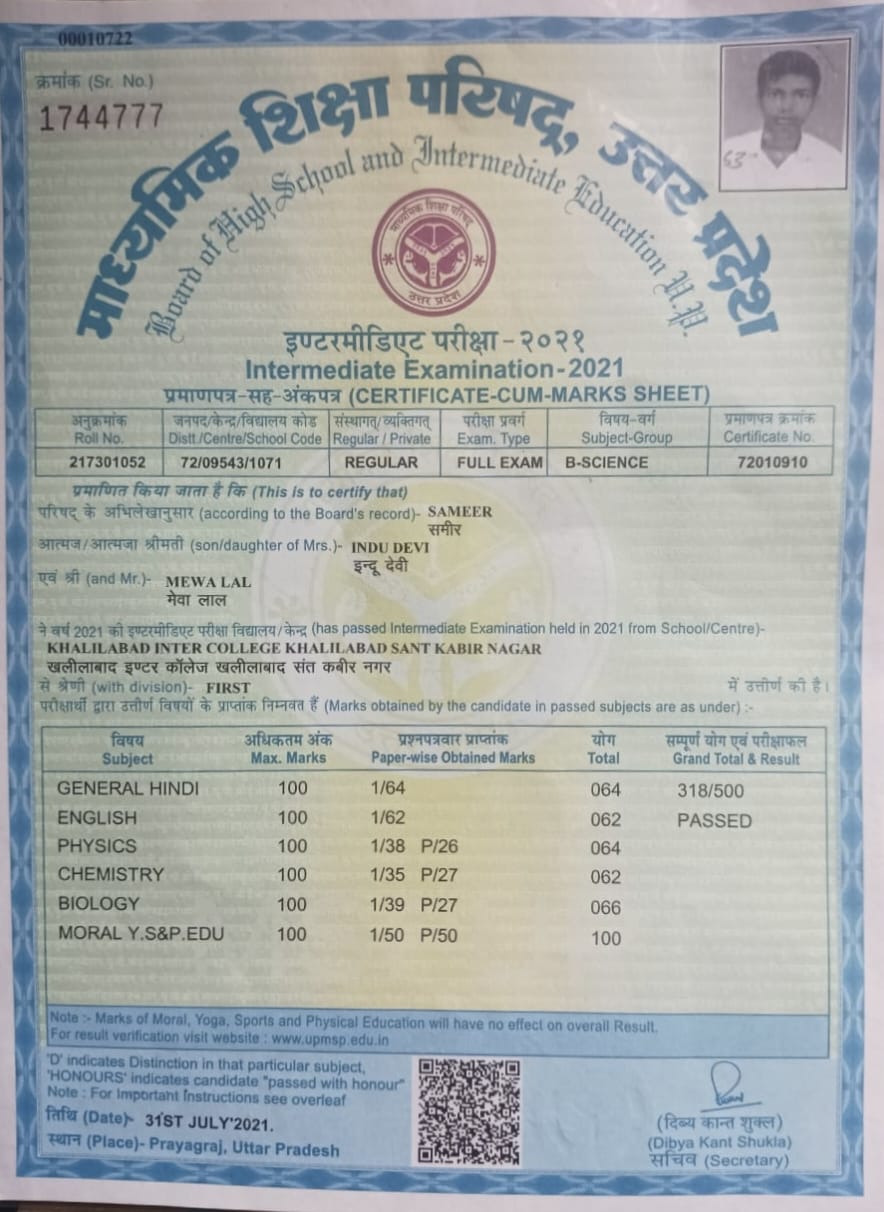 00010722
क्रमांक (Sr. No.)
1744777
माध्यमिक शिक्षा परिषद्, उत्तर प्रदेश
Board of High School and Intermediate Education U.P.
माध्यमिक शिक्षा परिषद्
उत्तर प्रदेश
इण्टरमीडिएट परीक्षा - २०२१
Intermediate Examination - 2021
प्रमाणपत्र-सह-अंकपत्र (CERTIFICATE-CUM-MARKS SHEET)
अनुक्रमांक जनपद/केन्द्र/विद्यालय कोड संस्थागत्/व्यक्तिगत् परीक्षा प्रवर्ग विषय-वर्ग प्रमाणपत्र क्रमांक
Roll No. Distt./Centre/School Code Regular / Private Exam. Type Subject-Group Certificate No.
217301052 72/09543/1071 REGULAR FULL EXAM B-SCIENCE 72010910
प्रमाणित किया जाता है कि (This is to certify that)
परिषद् के अभिलेखानुसार (according to the Board's record)- SAMEER
समीर
आत्मज/आत्मजा श्रीमती (son/daughter of Mrs.)- INDU DEVI
इन्दू देवी
एवं श्री (and Mr.)- MEWA LAL
मेवा लाल
ने वर्ष 2021 की इण्टरमीडिएट परीक्षा विद्यालय/केन्द्र (has passed Intermediate Examination held in 2021 from School/Centre)-
KHALILABAD INTER COLLEGE KHALILABAD SANT KABIR NAGAR
खलीलाबाद इण्टर कॉलेज खलीलाबाद संत कबीर नगर
से श्रेणी (with division)- FIRST में उत्तीर्ण की है।
परीक्षार्थी द्वारा उत्तीर्ण विषयों के प्राप्तांक निम्नवत हैं (Marks obtained by the candidate in passed subjects are as under) :-
विषय अधिकतम अंक प्रश्नपत्रवार प्राप्तांक योग सम्पूर्ण योग एवं परीक्षाफल
Subject Max. Marks Paper-wise Obtained Marks Total Grand Total & Result
GENERAL HINDI 100 1/64 064 318/500
ENGLISH 100 1/62 062 PASSED
PHYSICS 100 1/38 P/26 064
CHEMISTRY 100 1/35 P/27 062
BIOLOGY 100 1/39 P/27 066
MORAL Y.S&P.EDU 100 1/50 P/50 100
Note :- Marks of Moral, Yoga, Sports and Physical Education will have no effect on overall Result.
For result verification visit website : www.upmsp.edu.in
'D' indicates Distinction in that particular subject,
'HONOURS' indicates candidate "passed with honour"
Note : For Important Instructions see overleaf
तिथि (Date)- 31ST JULY'2021.
स्थान (Place)- Prayagraj, Uttar Pradesh
(दिब्य कान्त शुक्ल)
(Dibya Kant Shukla)
सचिव (Secretary)